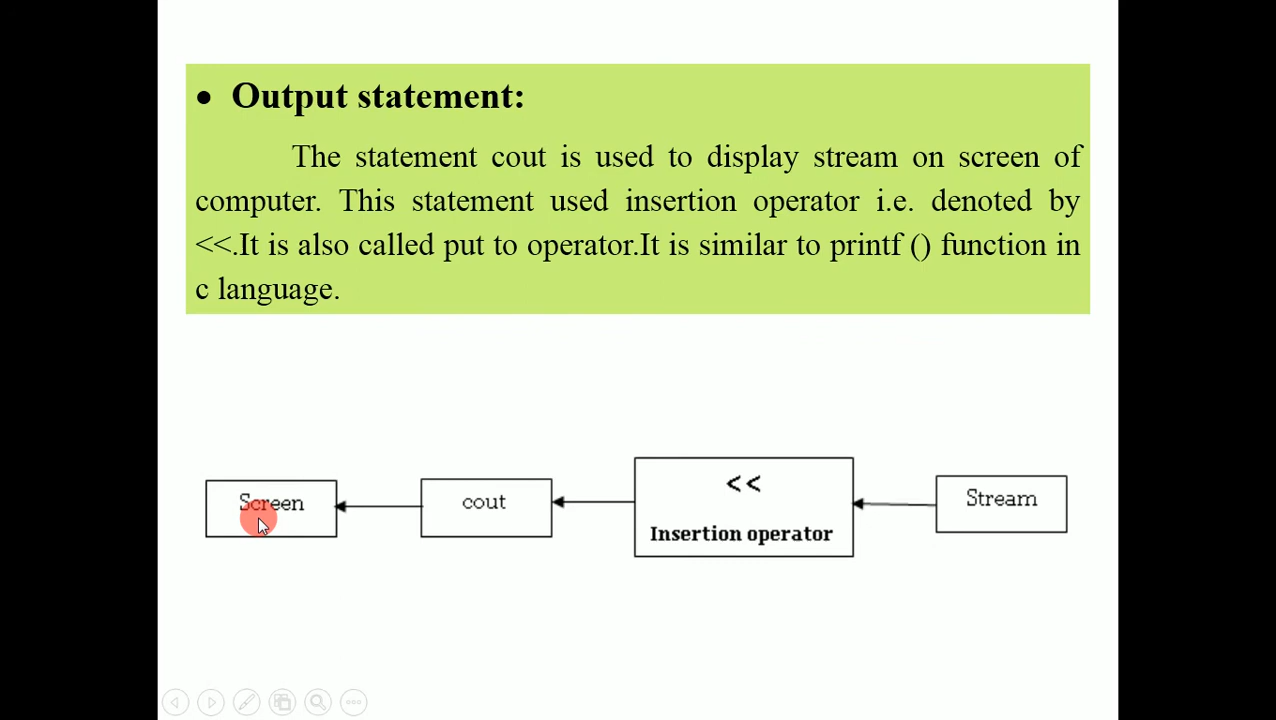 • Output statement:
The statement cout is used to display stream on screen of
computer. This statement used insertion operator i.e. denoted by
<<.It is also called put to operator.It is similar to printf () function in
c language.
Screen
cout
<<
Insertion operator
Stream